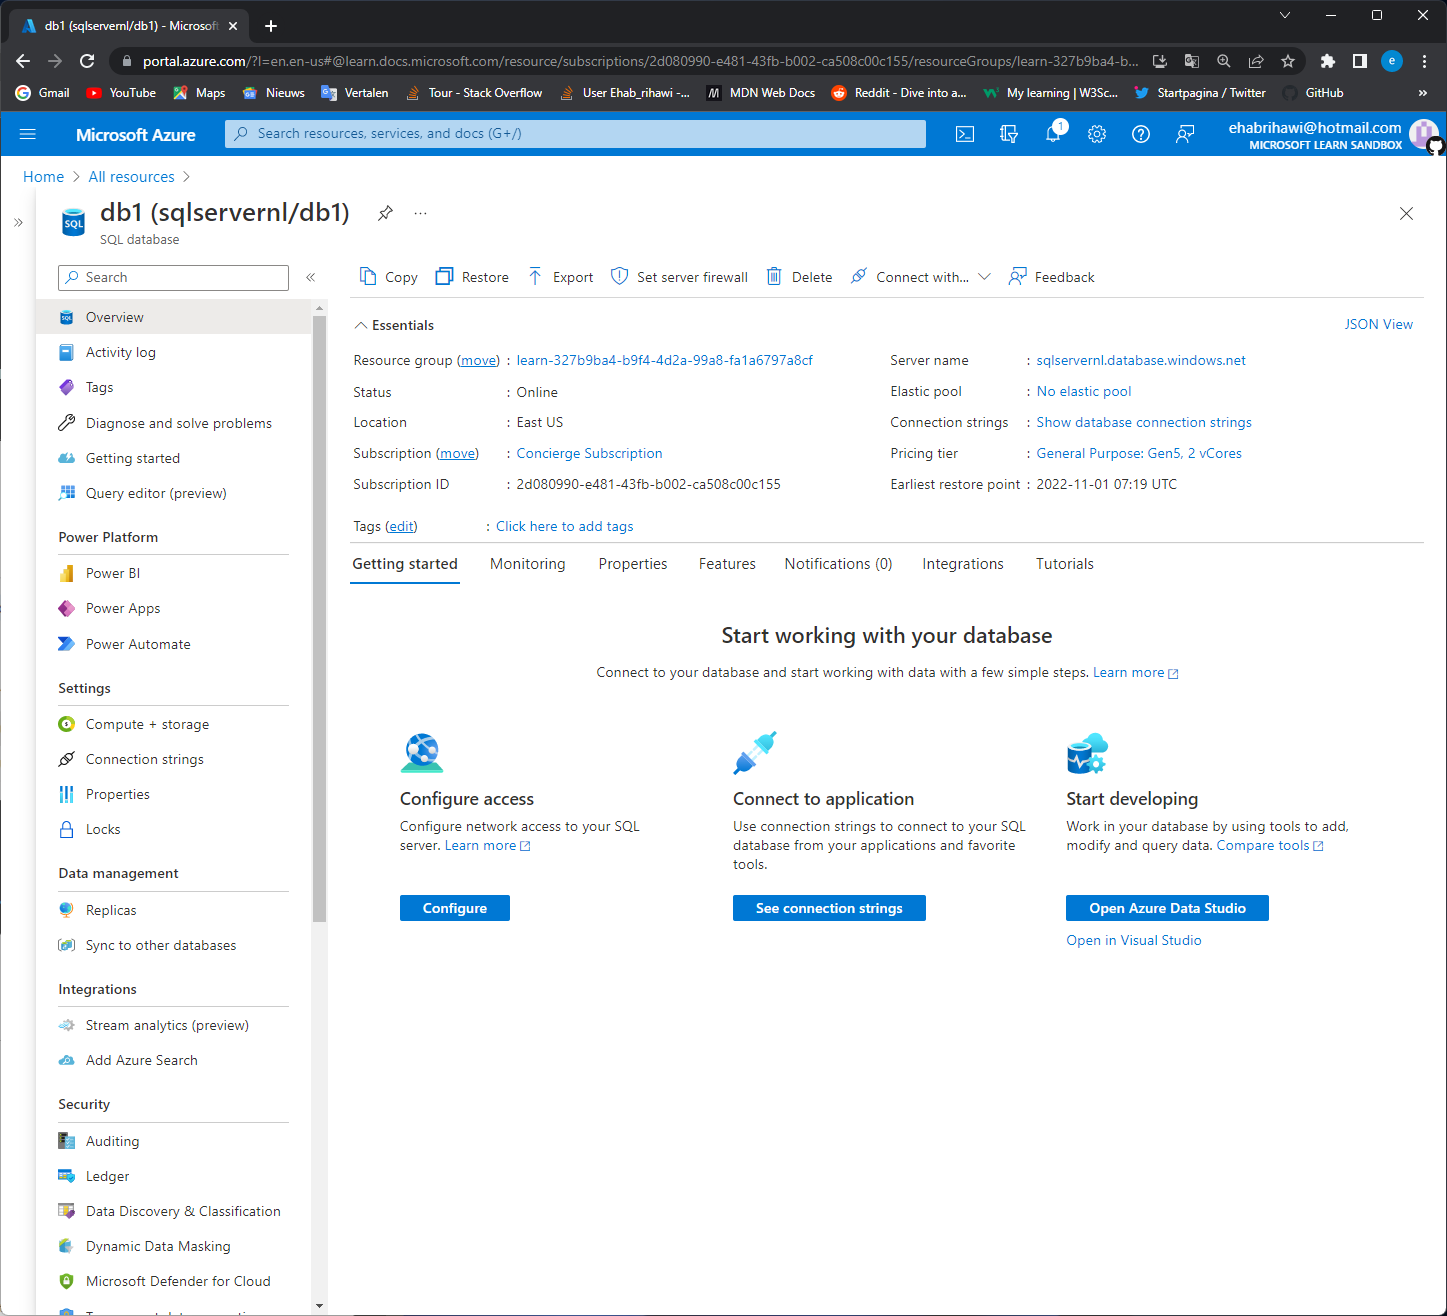 db1 (sqlservernl/db1) - Microsoft
portal.azure.com/?l=en.en-us#@learn.docs.microsoft.com/resource/subscriptions/2d080990-e481-43fb-b002-ca508c00c155/resourceGroups/learn-327b9ba4-b...
e
Gmail YouTube Maps Nieuws Vertalen Tour - Stack Overflow User Ehab_rihawi -... MDN Web Docs Reddit - Dive into a... My learning | W3Sc... Startpagina / Twitter GitHub »
Microsoft Azure
Search resources, services, and docs (G+/)
1
ehabrihawi@hotmail.com
MICROSOFT LEARN SANDBOX
Home > All resources >
db1 (sqlservernl/db1) ...
SQL
SQL database
Search
Copy Restore Export Set server firewall Delete Connect with... Feedback
Overview
Activity log
Tags
Diagnose and solve problems
Getting started
Query editor (preview)
Power Platform
Power BI
Power Apps
Power Automate
Settings
Compute + storage
Connection strings
Properties
Locks
Data management
Replicas
Sync to other databases
Integrations
Stream analytics (preview)
Add Azure Search
Security
Auditing
Ledger
Data Discovery & Classification
Dynamic Data Masking
Microsoft Defender for Cloud
Essentials
JSON View
Resource group (move) : learn-327b9ba4-b9f4-4d2a-99a8-fa1a6797a8cf
Status : Online
Location : East US
Subscription (move) : Concierge Subscription
Subscription ID : 2d080990-e481-43fb-b002-ca508c00c155
Server name : sqlservernl.database.windows.net
Elastic pool : No elastic pool
Connection strings : Show database connection strings
Pricing tier : General Purpose: Gen5, 2 vCores
Earliest restore point : 2022-11-01 07:19 UTC
Tags (edit) : Click here to add tags
Getting started Monitoring Properties Features Notifications (0) Integrations Tutorials
Start working with your database
Connect to your database and start working with data with a few simple steps. Learn more
Configure access
Configure network access to your SQL
server. Learn more
Configure
Connect to application
Use connection strings to connect to your SQL
database from your applications and favorite
tools.
See connection strings
Start developing
Work in your database by using tools to add,
modify and query data. Compare tools
Open Azure Data Studio
Open in Visual Studio